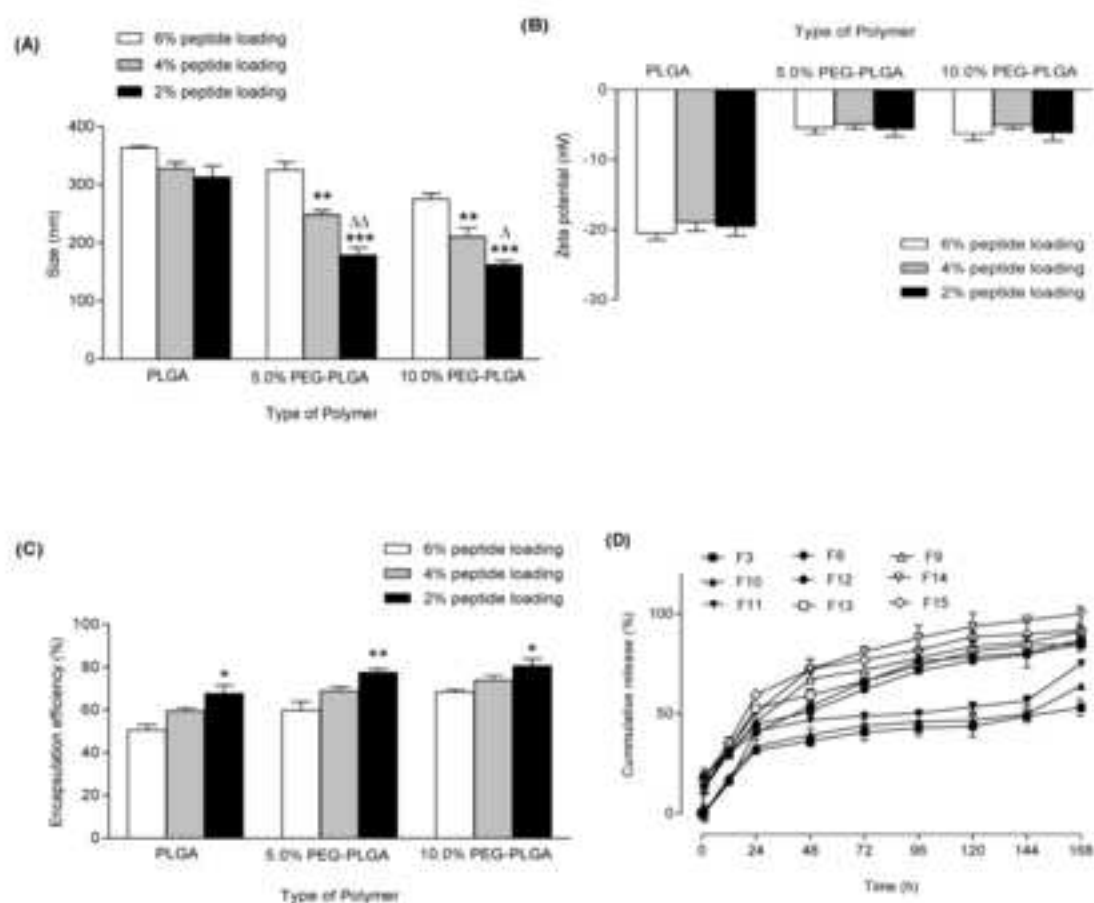 (A)
6% peptide loading
4% peptide loading
2% peptide loading
400
300
200
100
0
Size (nm)
**
ΔΔ
***
**
Δ
***
PLGA 5.0% PEG-PLGA 10.0% PEG-PLGA
Type of Polymer
(B)
Type of Polymer
PLGA 5.0% PEG-PLGA 10.0% PEG-PLGA
0
-10
-20
-30
Zeta potential (mV)
6% peptide loading
4% peptide loading
2% peptide loading
(C)
6% peptide loading
4% peptide loading
2% peptide loading
100
80
60
40
20
0
Encapsulation efficiency (%)
*
**
*
PLGA 5.0% PEG-PLGA 10.0% PEG-PLGA
Type of Polymer
(D)
F3 F6 F9
F10 F12 F14
F11 F13 F15
100
50
0
Cummulative release (%)
0 24 48 72 96 120 144 168
Time (h)